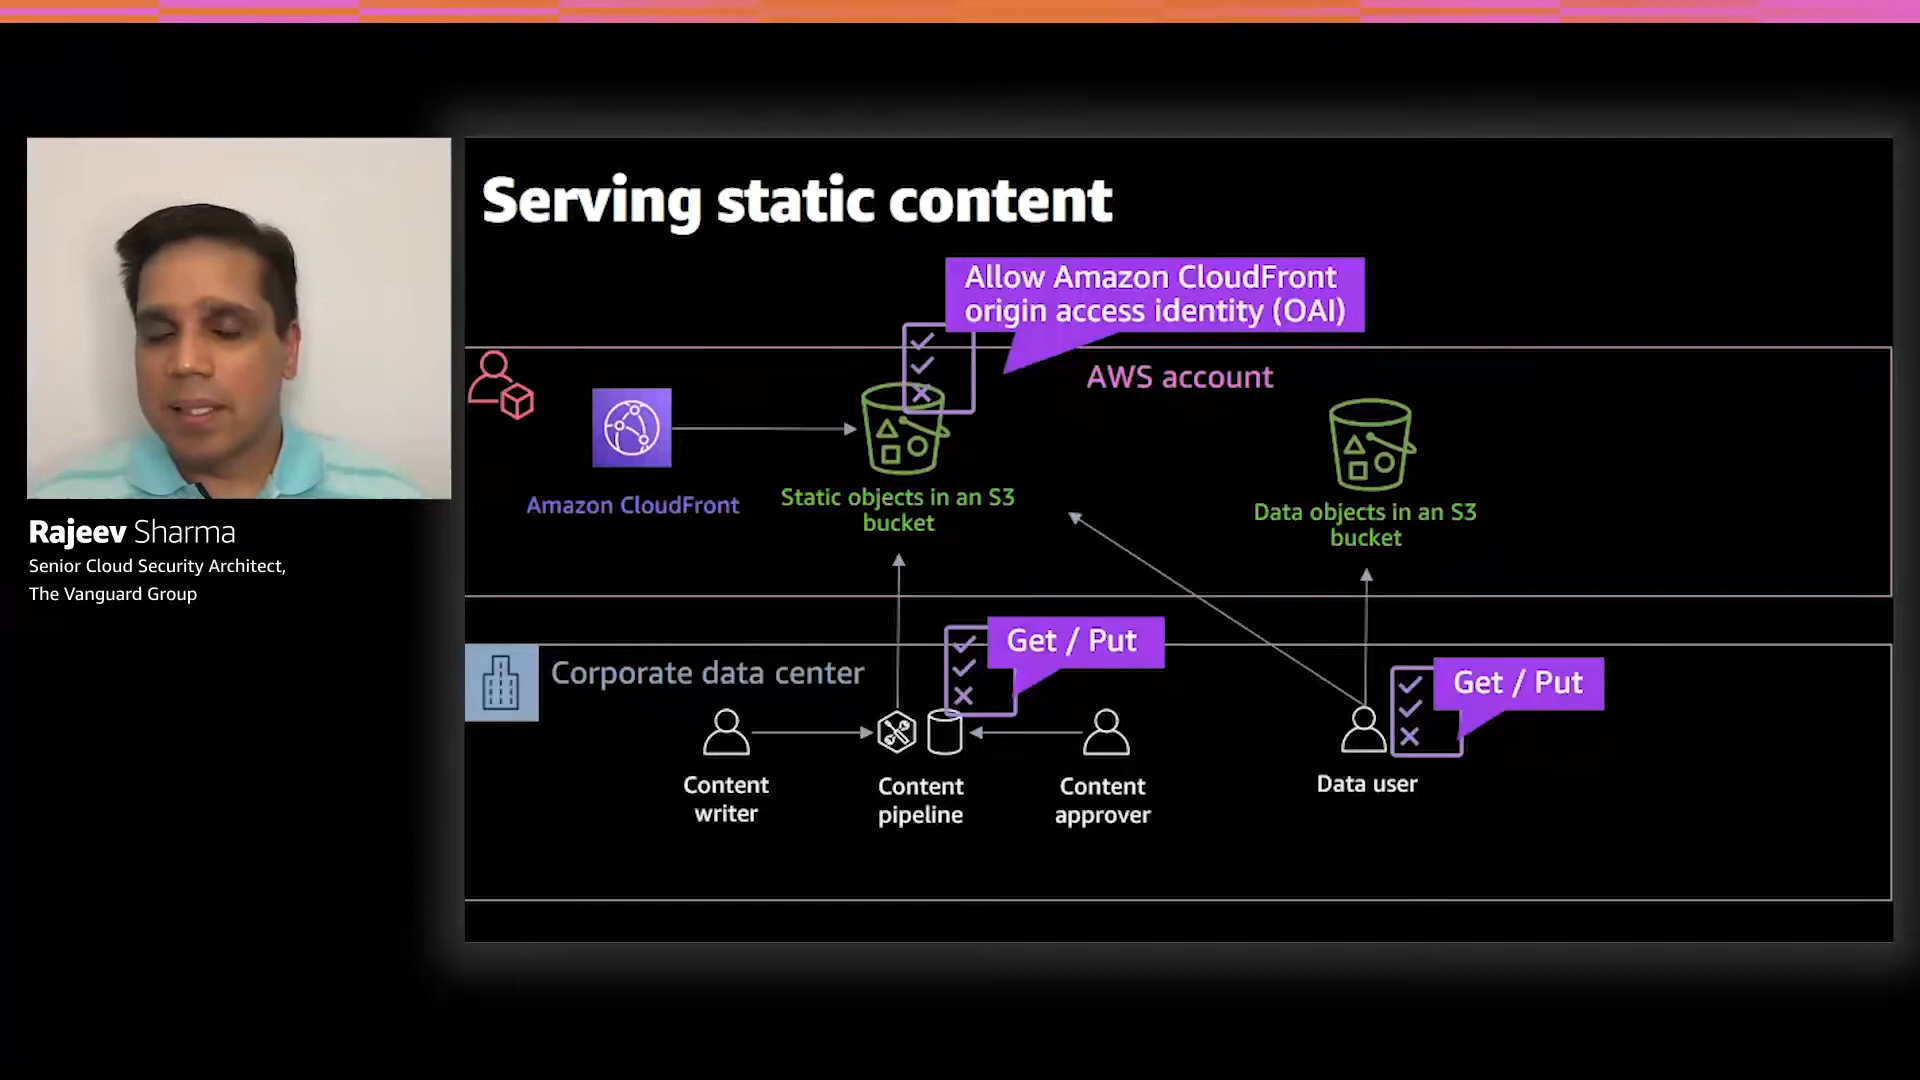 Serving static content
Allow Amazon CloudFront
origin access identity (OAI)
AWS account
Amazon CloudFront
Static objects in an S3
bucket
Data objects in an S3
bucket
Rajeev Sharma
Senior Cloud Security Architect,
The Vanguard Group
Corporate data center
Get / Put
Get / Put
Content
writer
Content
pipeline
Content
approver
Data user